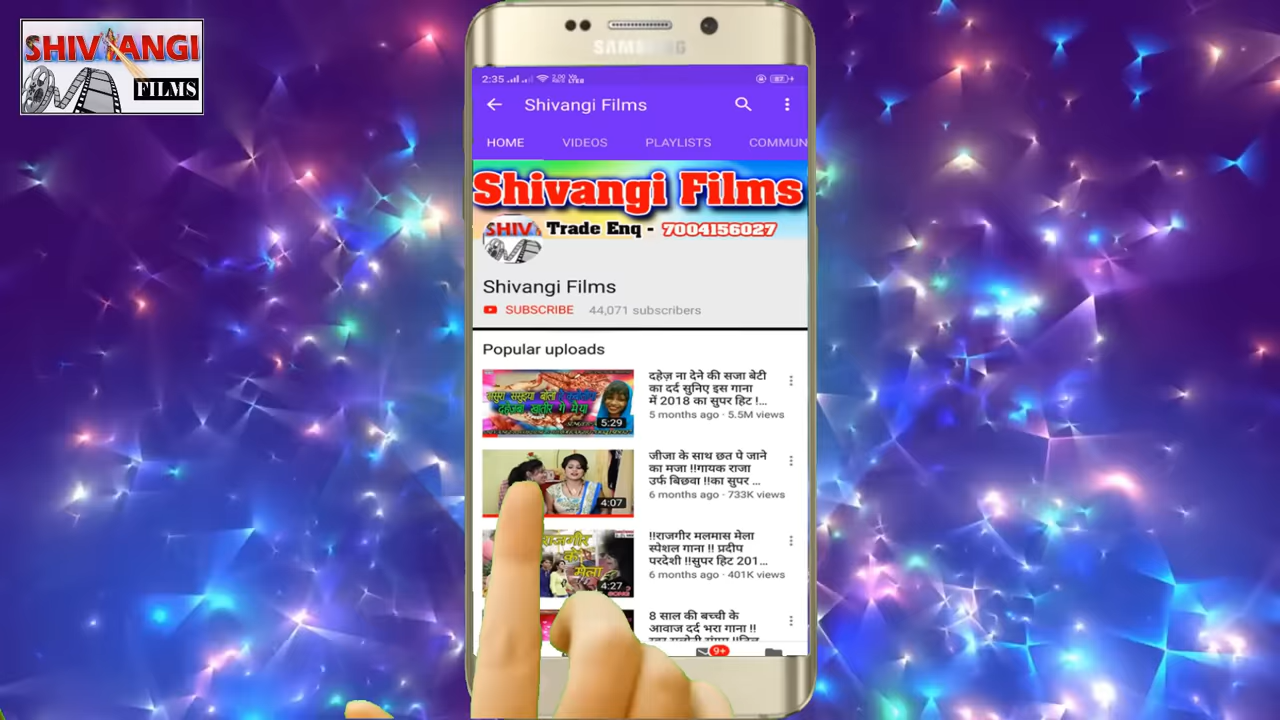 SHIVANGI
FILMS
SAMSUNG
2:35
Shivangi Films
HOME VIDEOS PLAYLISTS COMMUN
Shivangi Films
SHIV
Trade Enq - 7004156027
Shivangi Films
SUBSCRIBE 44,071 subscribers
Popular uploads
दहेज़ ना देने की सजा बेटी
का दर्द सुनिए इस गाना
में 2018 का सुपर हिट !...
5 months ago · 5.5M views
5:29
जीजा के साथ छत पे जाने
का मजा !!गायक राजा
उर्फ बिछवा !!का सुपर ...
6 months ago · 733K views
4:07
राजगीर
के
मेला
4:27
!!राजगीर मलमास मेला
स्पेशल गाना !! प्रदीप
परदेशी !!सुपर हिट 201...
6 months ago · 401K views
8 साल की बच्ची के
आवाज दर्द भरा गाना !!
9+